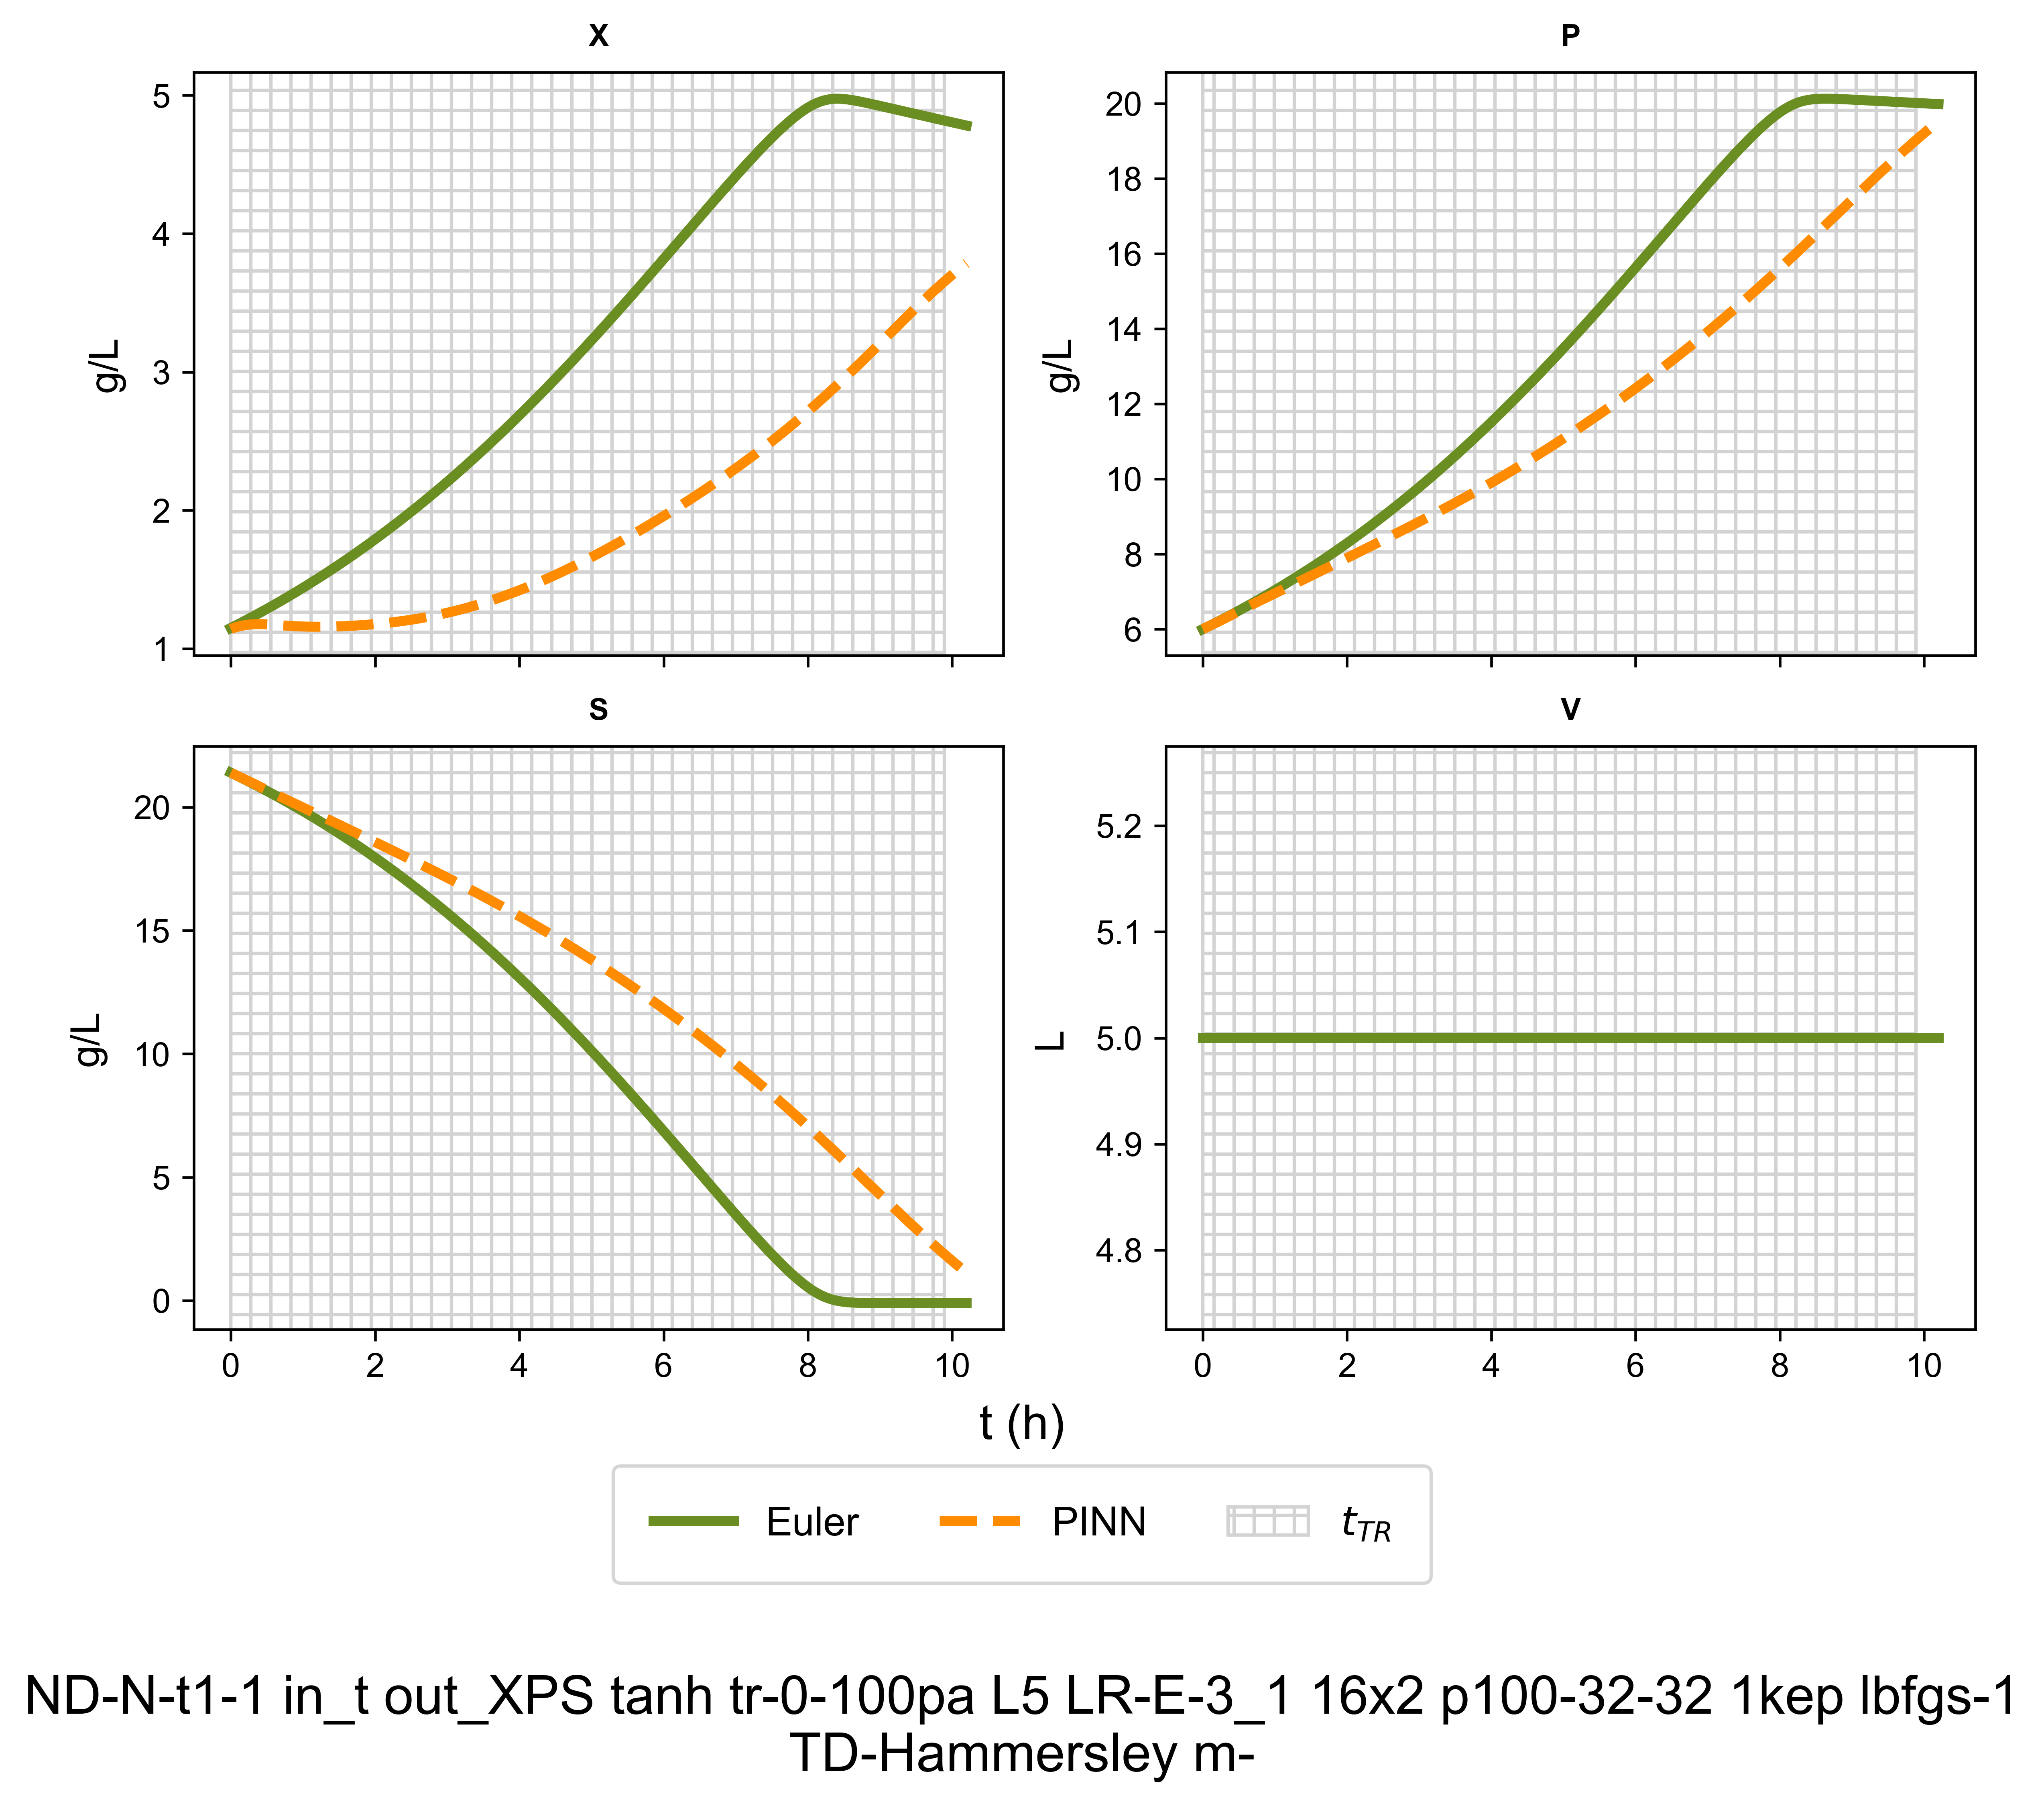 X
P
5
4
3
2
1
g/L
20
18
16
14
12
10
8
6
g/L
S
V
20
15
10
5
0
g/L
5.2
5.1
5.0
4.9
4.8
L
0 2 4 6 8 10
0 2 4 6 8 10
t (h)
Euler PINN t_TR
ND-N-t1-1 in_t out_XPS tanh tr-0-100pa L5 LR-E-3_1 16x2 p100-32-32 1kep lbfgs-1
TD-Hammersley m-